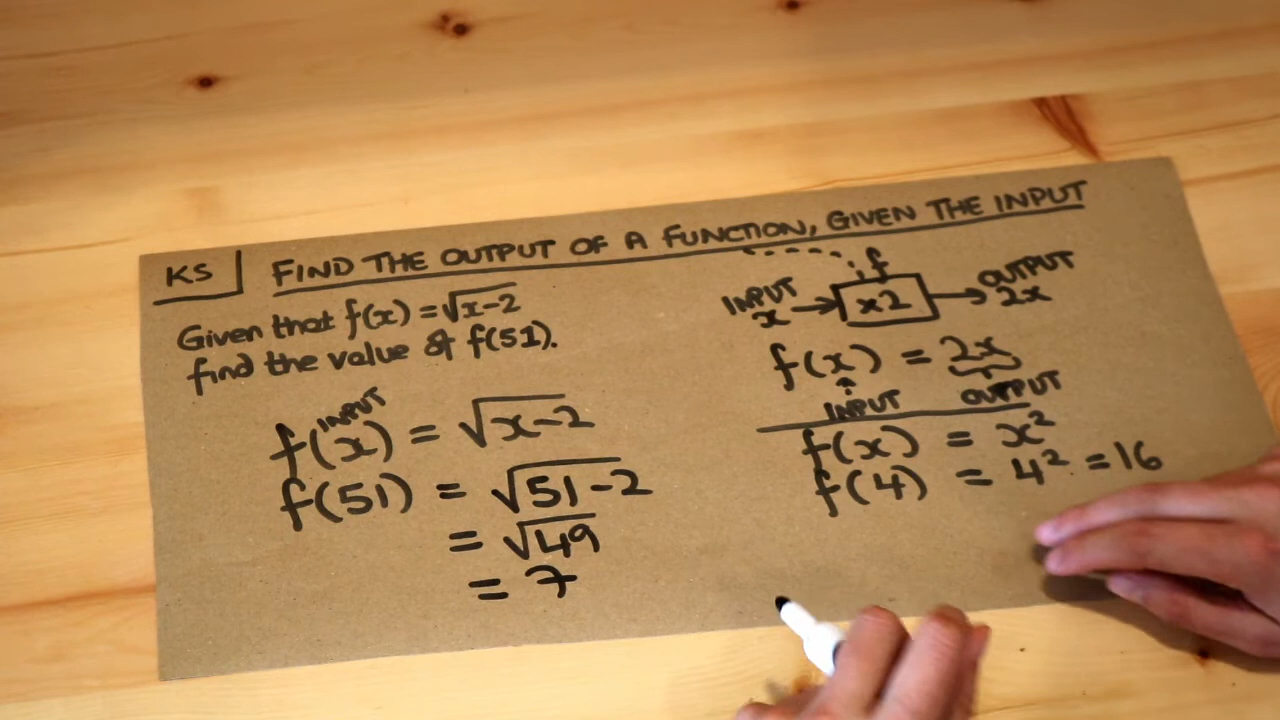 KS FIND THE OUTPUT OF A FUNCTION, GIVEN THE INPUT
Given that f(x) = √x-2
find the value of f(51).
INPUT
f(x) = √x-2
f(51) = √51-2
= √49
= 7
f
INPUT x → x2 → OUTPUT 2x
f(x) = 2x
INPUT OUTPUT
f(x) = x²
f(4) = 4² = 16